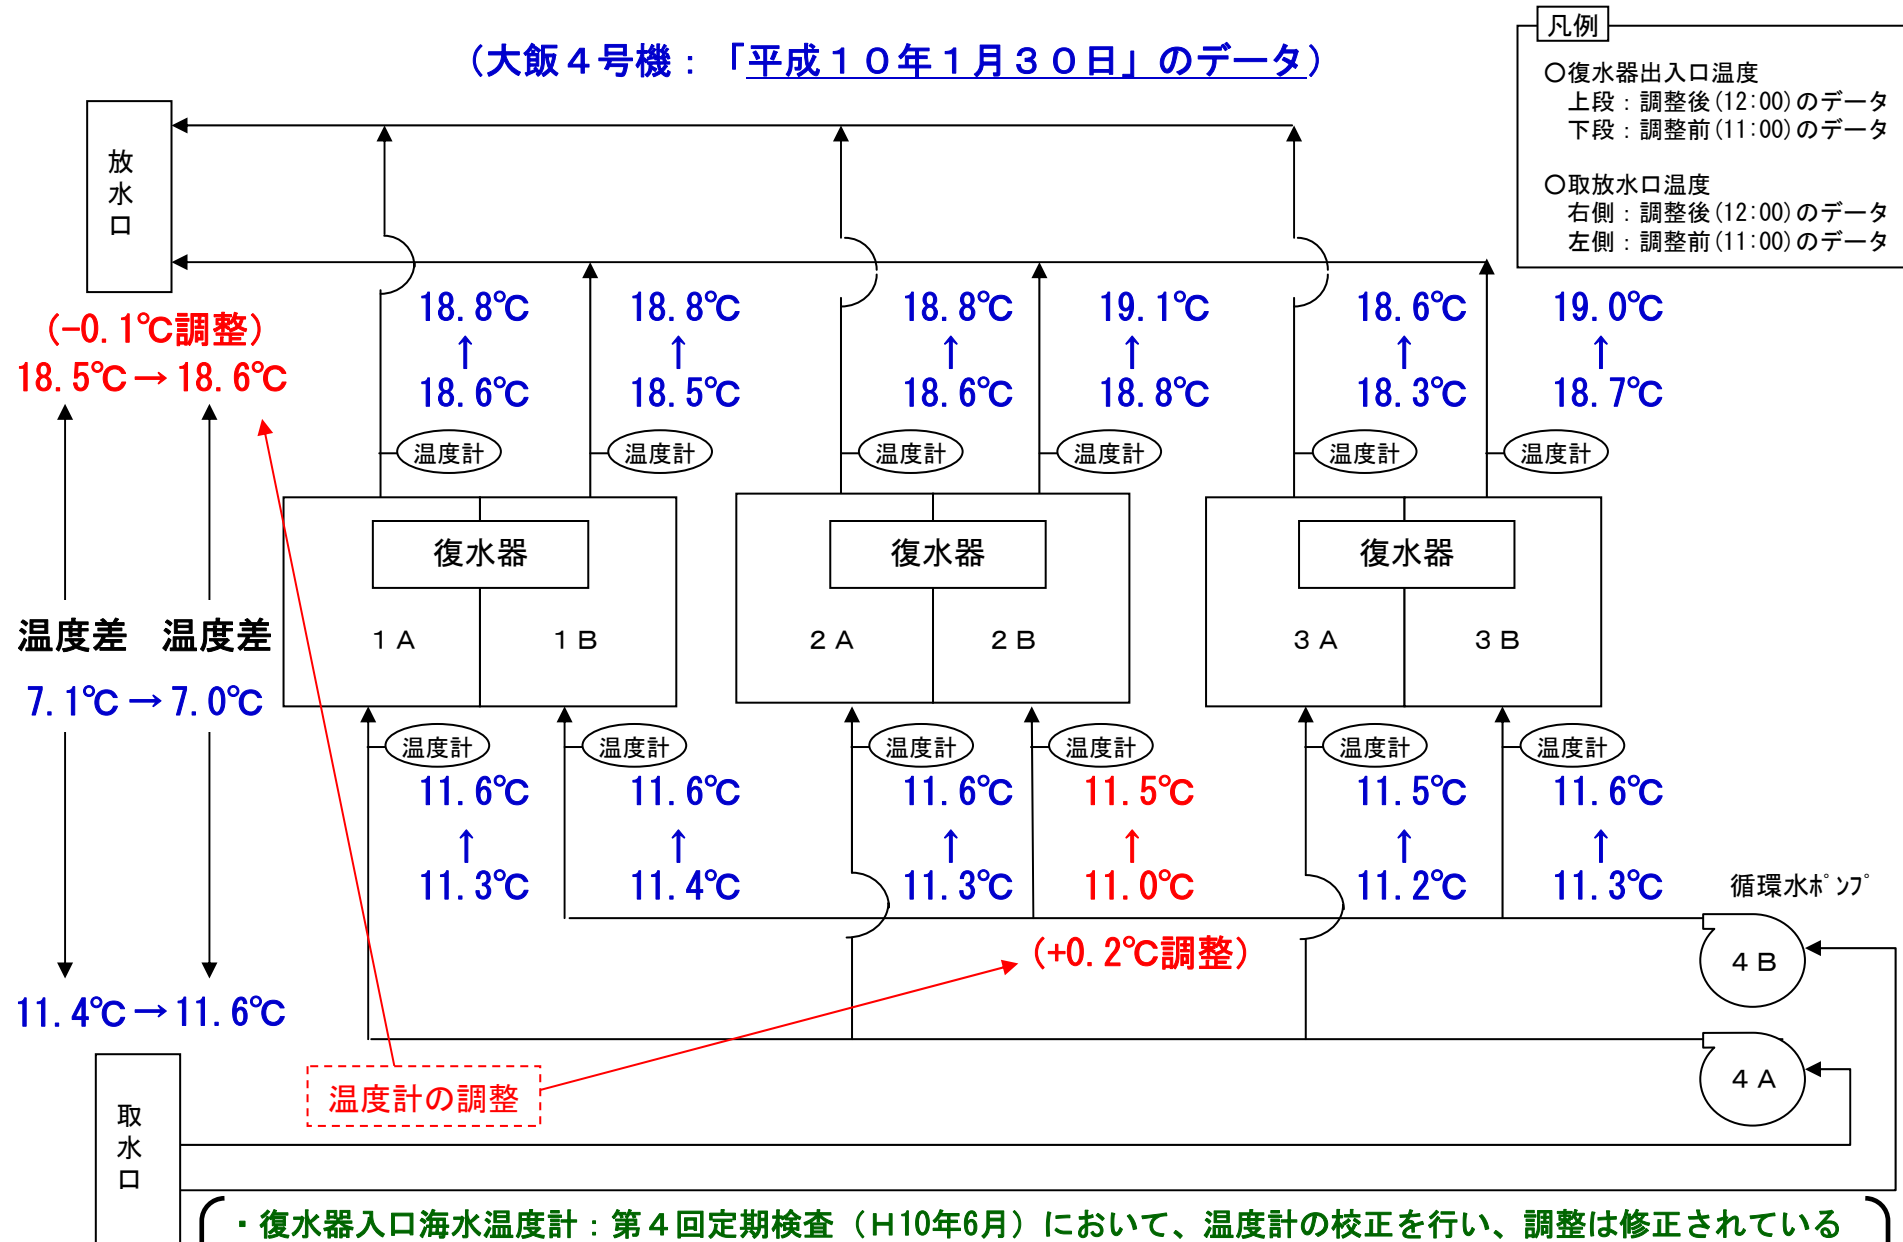 (大飯４号機：「平成１０年１月３０日」のデータ)
凡例
○復水器出入口温度
上段：調整後(12:00)のデータ
下段：調整前(11:00)のデータ
○取放水口温度
右側：調整後(12:00)のデータ
左側：調整前(11:00)のデータ
放水口
(-0.1℃調整)
18.5℃→18.6℃
18.8℃ 18.8℃ 18.8℃ 19.1℃ 18.6℃ 19.0℃
↑ ↑ ↑ ↑ ↑ ↑
18.6℃ 18.5℃ 18.6℃ 18.8℃ 18.3℃ 18.7℃
温度計 温度計 温度計 温度計 温度計 温度計
復水器 復水器 復水器
温度差 温度差
１Ａ １Ｂ ２Ａ ２Ｂ ３Ａ ３Ｂ
7.1℃→7.0℃
温度計 温度計 温度計 温度計 温度計 温度計
11.6℃ 11.6℃ 11.6℃ 11.5℃ 11.5℃ 11.6℃
↑ ↑ ↑ ↑ ↑ ↑
11.3℃ 11.4℃ 11.3℃ 11.0℃ 11.2℃ 11.3℃
循環水ﾎﾟﾝﾌﾟ
(+0.2℃調整)
４Ｂ
11.4℃→11.6℃
４Ａ
温度計の調整
取水口
・復水器入口海水温度計：第４回定期検査（Ｈ10年6月）において、温度計の校正を行い、調整は修正されている